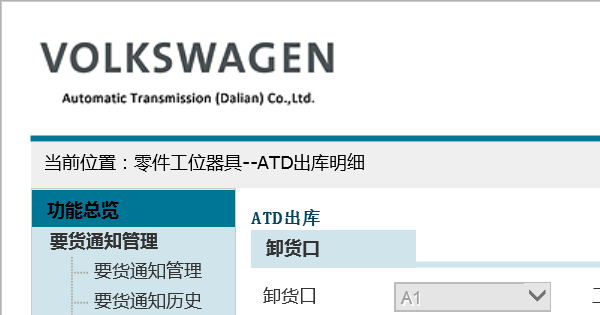 VOLKSWAGEN
Automatic Transmission (Dalian) Co.,Ltd.
当前位置：零件工位器具--ATD出库明细
功能总览
要货通知管理
要货通知管理
要货通知历史
ATD出库
卸货口
卸货口 A1